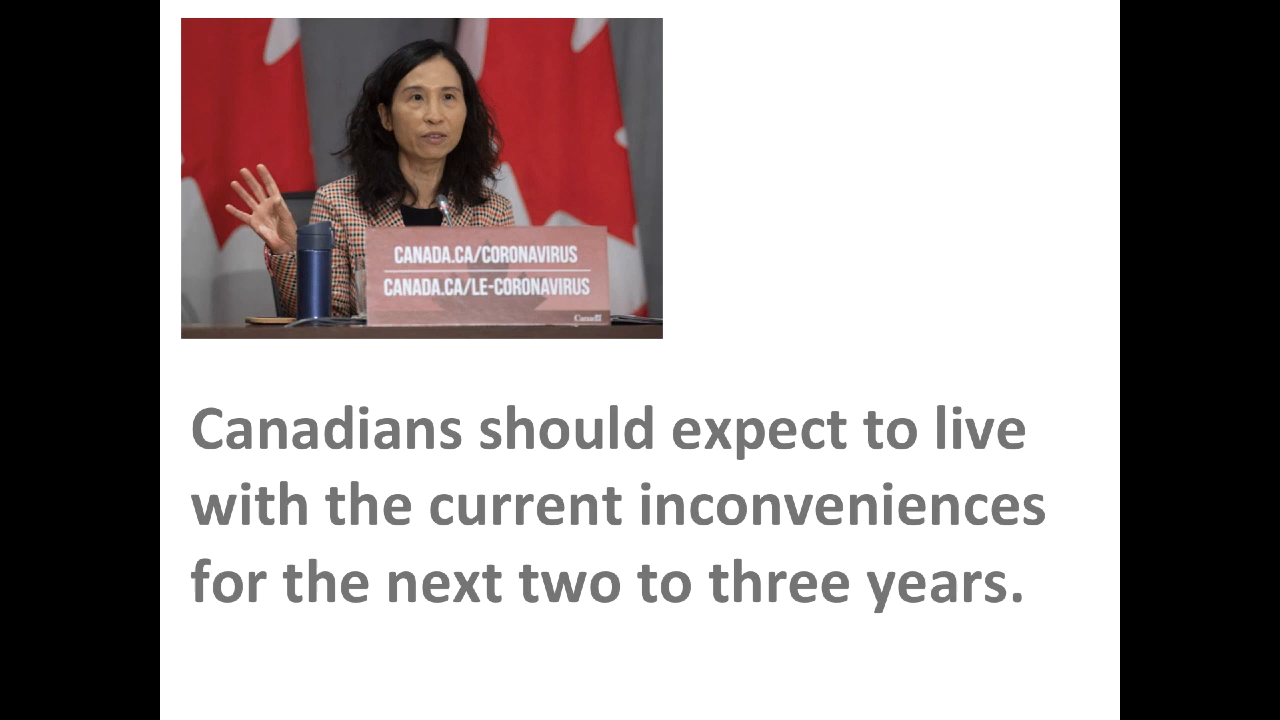 CANADA.CA/CORONAVIRUS
CANADA.CA/LE-CORONAVIRUS
Canada
Canadians should expect to live
with the current inconveniences
for the next two to three years.